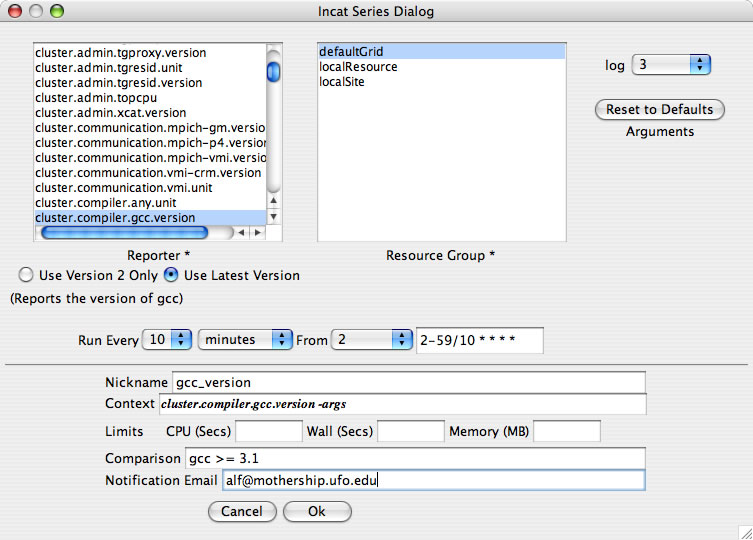 Incat Series Dialog
cluster.admin.tgproxy.version
cluster.admin.tgresid.unit
cluster.admin.tgresid.version
cluster.admin.topcpu
cluster.admin.xcat.version
cluster.communication.mpich-gm.versio
cluster.communication.mpich-p4.version
cluster.communication.mpich-vmi.versio
cluster.communication.vmi-crm.version
cluster.communication.vmi.unit
cluster.compiler.any.unit
cluster.compiler.gcc.version
Reporter *
defaultGrid
localResource
localSite
Resource Group *
log 3
Reset to Defaults
Arguments
Use Version 2 Only Use Latest Version
(Reports the version of gcc)
Run Every 10 minutes From 2 2-59/10 * * * *
Nickname gcc_version
Context cluster.compiler.gcc.version -args
Limits CPU (Secs) Wall (Secs) Memory (MB)
Comparison gcc >= 3.1
Notification Email alf@mothership.ufo.edu
Cancel Ok